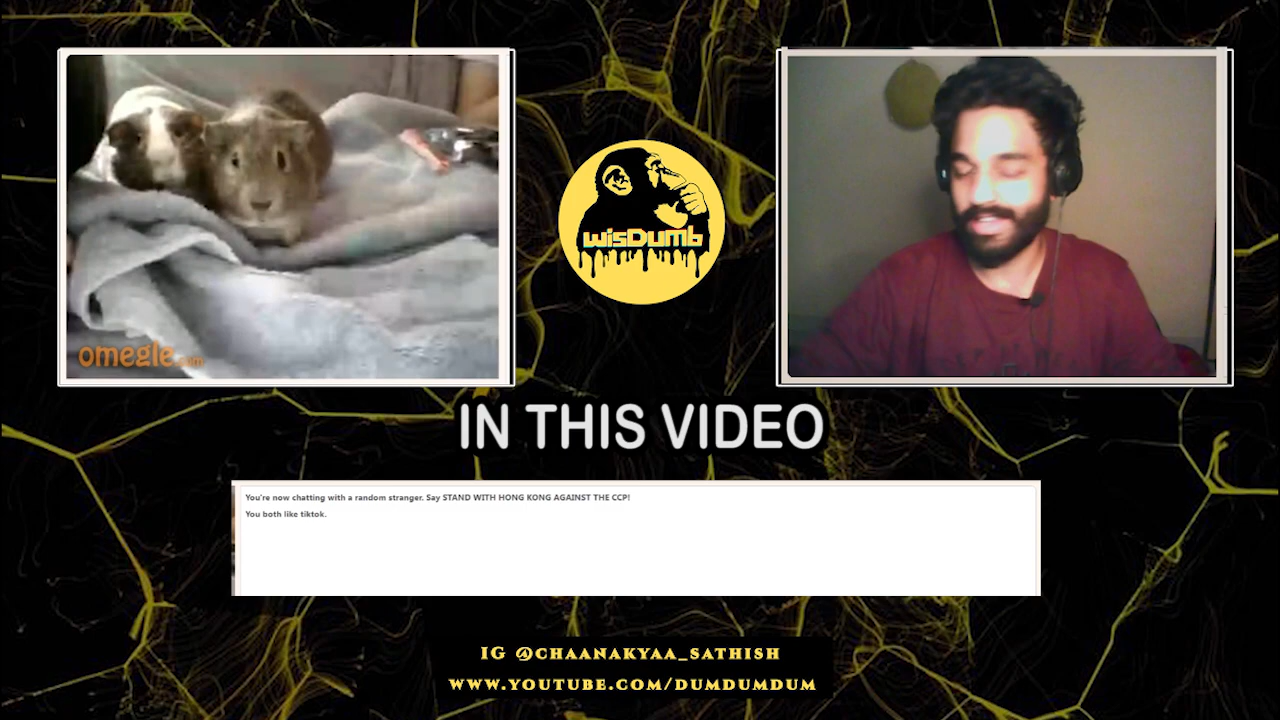 omegle.com
wisDumb
IN THIS VIDEO
You're now chatting with a random stranger. Say STAND WITH HONG KONG AGAINST THE CCP!
You both like tiktok.
IG @CHAANAKYAA_SATHISH
WWW.YOUTUBE.COM/DUMDUMDUM